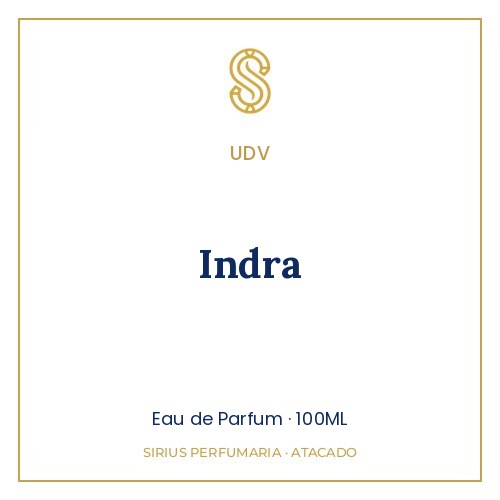 UDV
Indra
Eau de Parfum · 100ML
SIRIUS PERFUMARIA · ATACADO